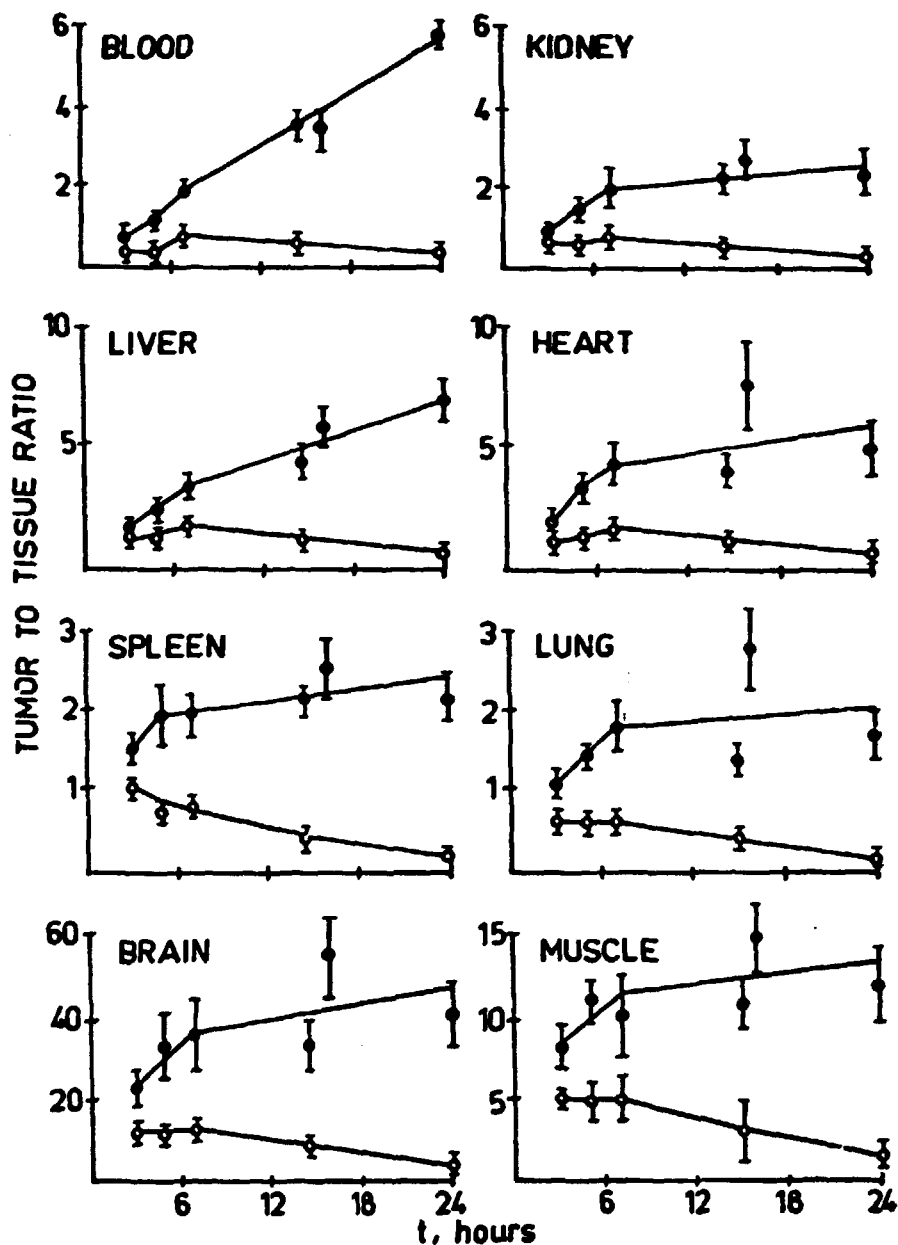 BLOOD
6
4
2
KIDNEY
6
4
2
LIVER
10
5
HEART
10
5
TUMOR TO TISSUE RATIO
SPLEEN
3
2
1
LUNG
3
2
1
BRAIN
60
40
20
6 12 18 24
MUSCLE
15
10
5
6 12 18 24
t, hours